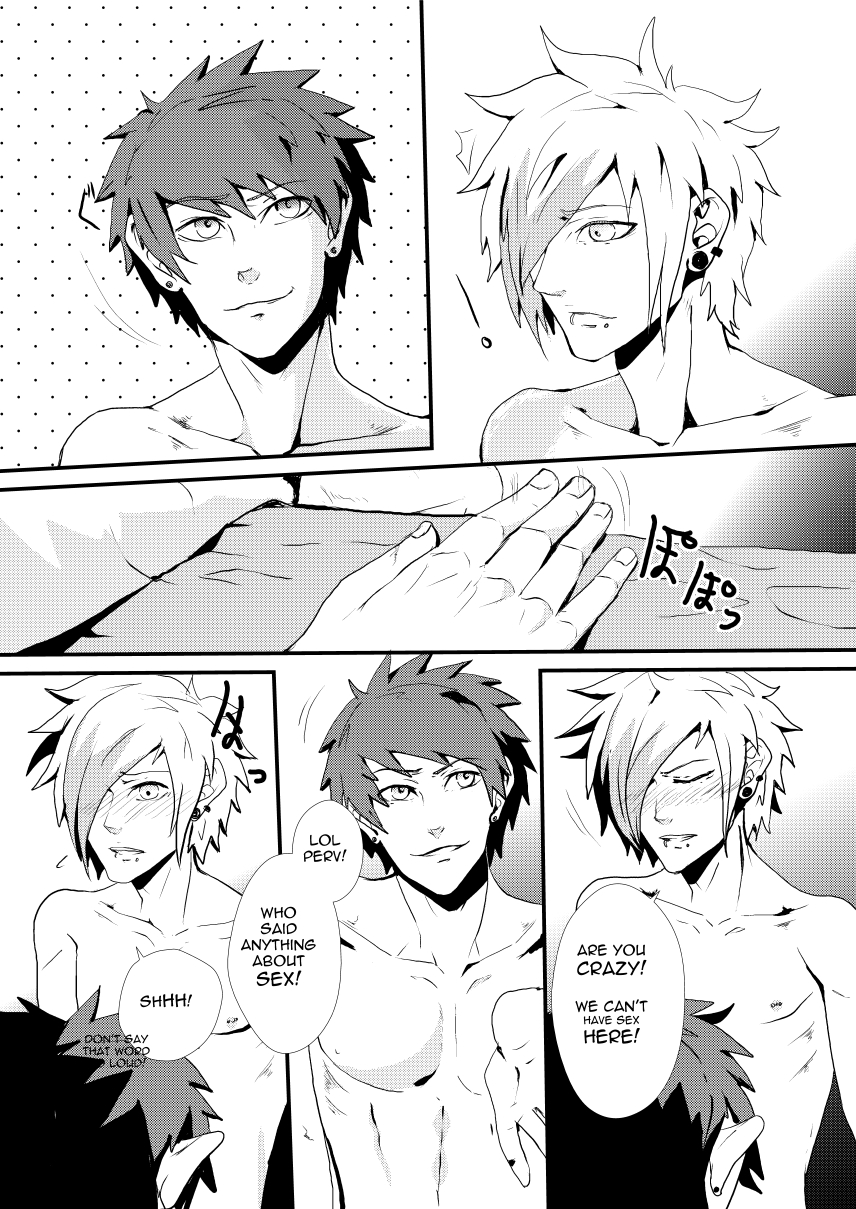 !
ぽ
ぽっ
ARE YOU
CRAZY!
WE CAN'T
HAVE SEX
HERE!
LOL
PERV!
WHO
SAID
ANYTHING
ABOUT
SEX!
はっ
SHHH!
DON'T SAY
THAT WORD
LOUD!